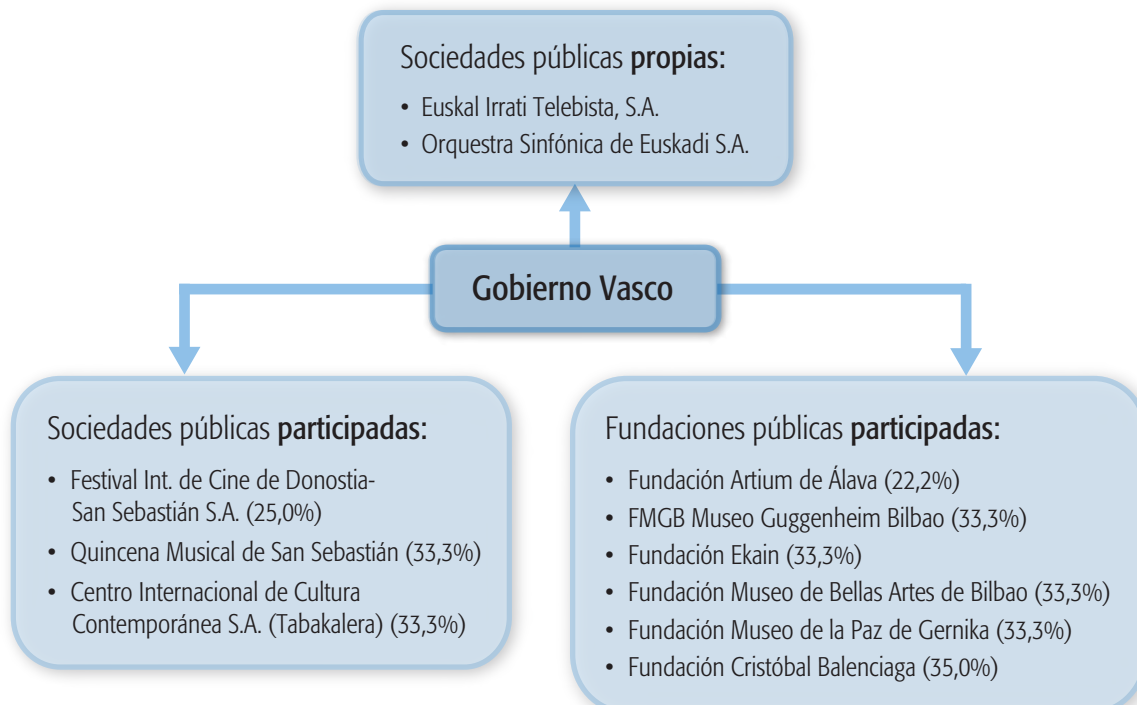 Sociedades públicas propias:
• Euskal Irrati Telebista, S.A.
• Orquestra Sinfónica de Euskadi S.A.
Gobierno Vasco
Sociedades públicas participadas:
• Festival Int. de Cine de Donostia-
San Sebastián S.A. (25,0%)
• Quincena Musical de San Sebastián (33,3%)
• Centro Internacional de Cultura
Contemporánea S.A. (Tabakalera) (33,3%)
Fundaciones públicas participadas:
• Fundación Artium de Álava (22,2%)
• FMGB Museo Guggenheim Bilbao (33,3%)
• Fundación Ekain (33,3%)
• Fundación Museo de Bellas Artes de Bilbao (33,3%)
• Fundación Museo de la Paz de Gernika (33,3%)
• Fundación Cristóbal Balenciaga (35,0%)